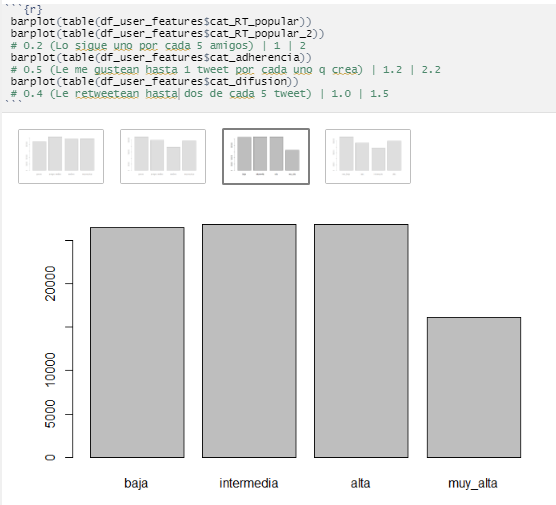 ```{r}
barplot(table(df_user_features$cat_RT_popular))
barplot(table(df_user_features$cat_RT_popular_2))
# 0.2 (Lo sigue uno por cada 5 amigos) | 1 | 2
barplot(table(df_user_features$cat_adherencia))
# 0.5 (Le me gustean hasta 1 tweet por cada uno q crea) | 1.2 | 2.2
barplot(table(df_user_features$cat_difusion))
# 0.4 (Le retweetean hasta dos de cada 5 tweet) | 1.0 | 1.5
```
20000
10000
5000
0
baja intermedia alta muy_alta